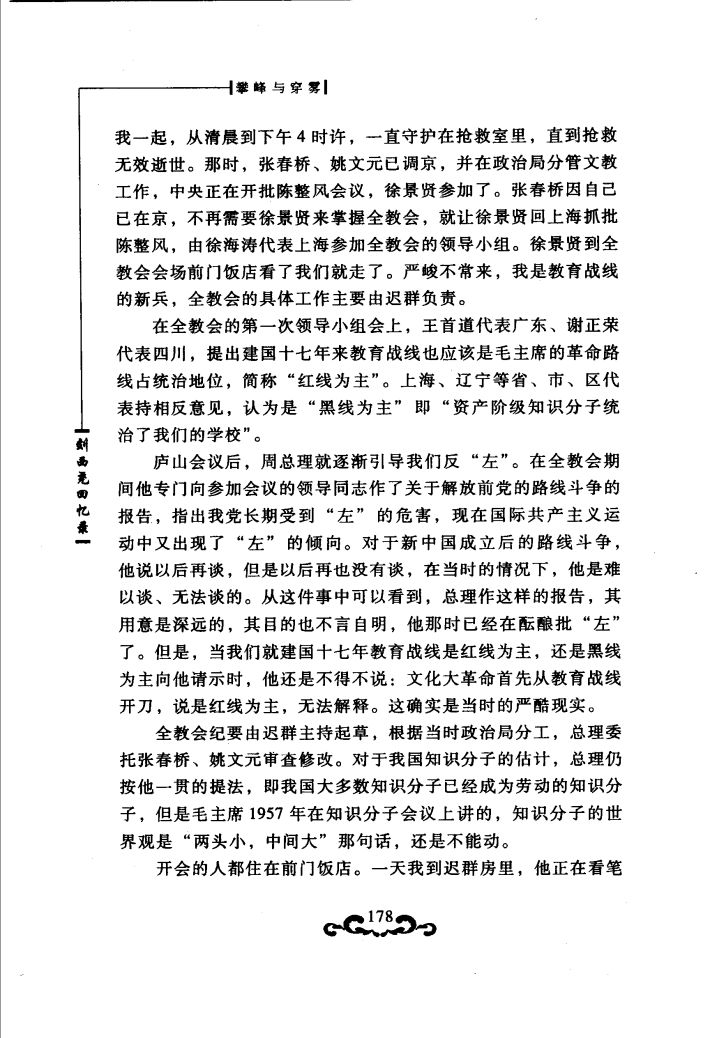 攀峰与穿雾
我一起，从清晨到下午4时许，一直守护在抢救室里，直到抢救
无效逝世。那时，张春桥、姚文元已调京，并在政治局分管文教
工作，中央正在开批陈整风会议，徐景贤参加了。张春桥因自己
已在京，不再需要徐景贤来掌握全教会，就让徐景贤回上海抓批
陈整风，由徐海涛代表上海参加全教会的领导小组。徐景贤到全
教会会场前门饭店看了我们就走了。严峻不常来，我是教育战线
的新兵，全教会的具体工作主要由迟群负责。
在全教会的第一次领导小组会上，王首道代表广东、谢正荣
代表四川，提出建国十七年来教育战线也应该是毛主席的革命路
线占统治地位，简称“红线为主”。上海、辽宁等省、市、区代
表持相反意见，认为是“黑线为主”即“资产阶级知识分子统
治了我们的学校”。
庐山会议后，周总理就逐渐引导我们反“左”。在全教会期
间他专门向参加会议的领导同志作了关于解放前党的路线斗争的
报告，指出我党长期受到“左”的危害，现在国际共产主义运
动中又出现了“左”的倾向。对于新中国成立后的路线斗争，
他说以后再谈，但是以后再也没有谈，在当时的情况下，他是难
以谈、无法谈的。从这件事中可以看到，总理作这样的报告，其
用意是深远的，其目的也不言自明，他那时已经在酝酿批“左”
了。但是，当我们就建国十七年教育战线是红线为主，还是黑线
为主向他请示时，他还是不得不说：文化大革命首先从教育战线
开刀，说是红线为主，无法解释。这确实是当时的严酷现实。
全教会纪要由迟群主持起草，根据当时政治局分工，总理委
托张春桥、姚文元审查修改。对于我国知识分子的估计，总理仍
按他一贯的提法，即我国大多数知识分子已经成为劳动的知识分
子，但是毛主席1957年在知识分子会议上讲的，知识分子的世
界观是“两头小，中间大”那句话，还是不能动。
开会的人都住在前门饭店。一天我到迟群房里，他正在看笔
刘西尧回忆录
178